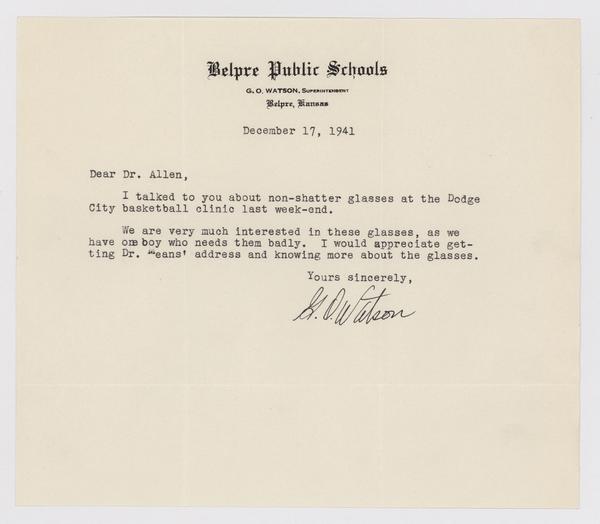 Belpre Public Schools
G. O. WATSON, SUPERINTENDENT
Belpre, Kansas
December 17, 1941
Dear Dr. Allen,
I talked to you about non-shatter glasses at the Dodge
City basketball clinic last week-end.
We are very much interested in these glasses, as we
have one boy who needs them badly. I would appreciate get-
ting Dr. Means' address and knowing more about the glasses.
Yours sincerely,
G. O. Watson